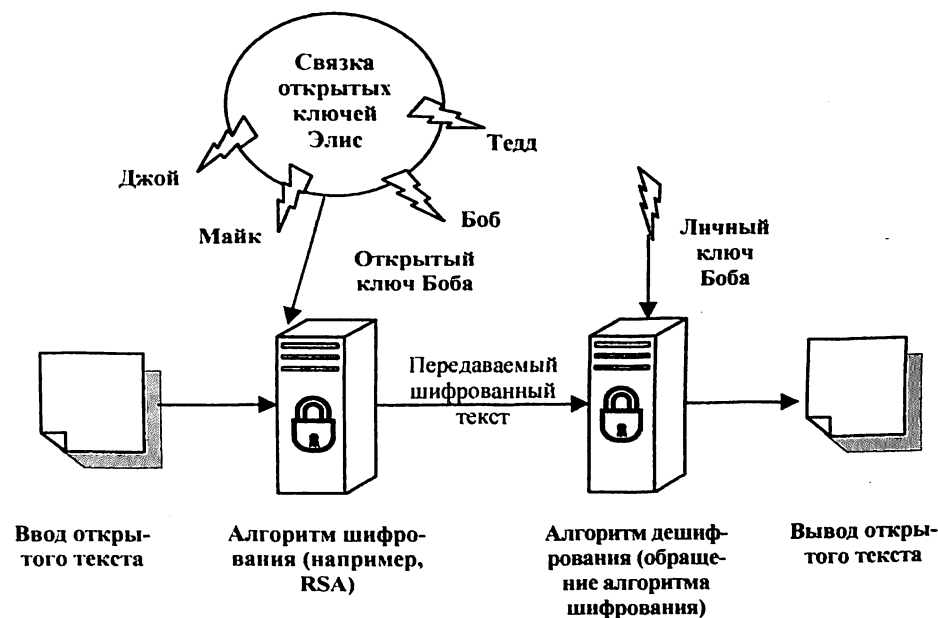 Связка
открытых
ключей
Элис
Тедд
Джой
Майк
Боб
Открытый
ключ Боба
Личный
ключ
Боба
Передаваемый
шифрованный
текст
Ввод откры-
того текста
Алгоритм шифро-
вания (например,
RSA)
Алгоритм дешиф-
рования (обраще-
ние алгоритма
шифрования)
Вывод откры-
того текста